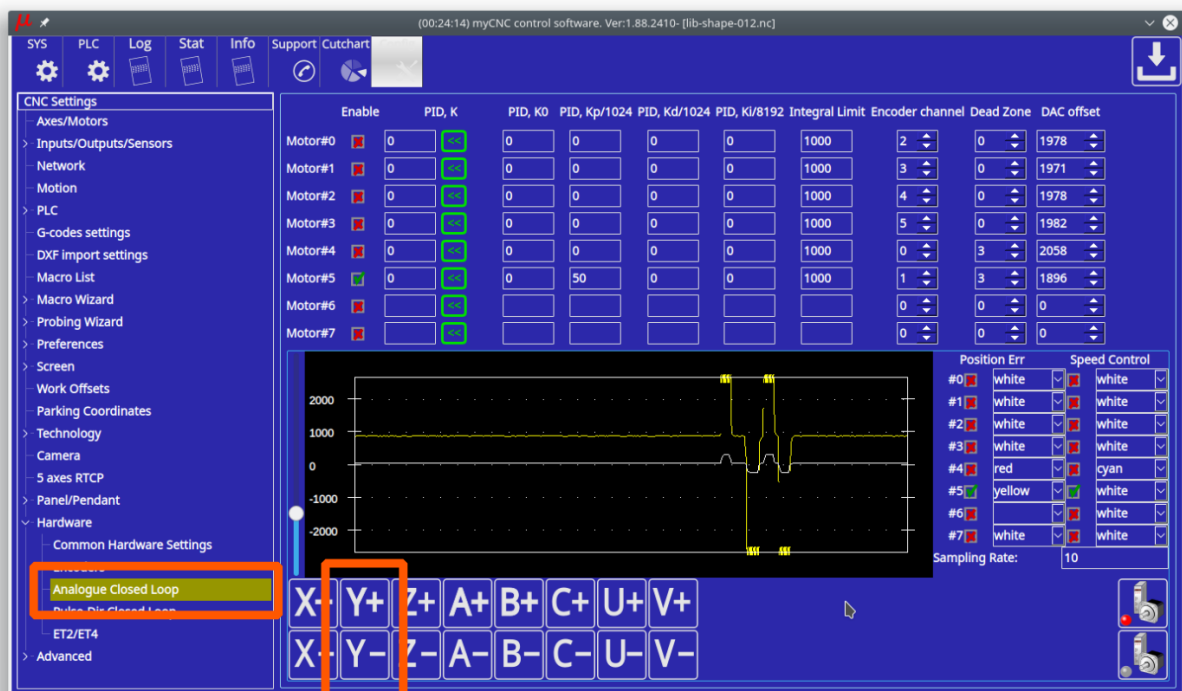 (00:24:14) myCNC control software. Ver:1.88.2410- [lib-shape-012.nc]
SYS PLC Log Stat Info Support Cutchart
CNC Settings
Axes/Motors
Inputs/Outputs/Sensors
Network
Motion
PLC
G-codes settings
DXF import settings
Macro List
Macro Wizard
Probing Wizard
Preferences
Screen
Work Offsets
Parking Coordinates
Technology
Camera
5 axes RTCP
Panel/Pendant
Hardware
Common Hardware Settings
Encoders
Analogue Closed Loop
Pulse-Dir Closed Loop
ET2/ET4
Advanced
Enable PID, K PID, K0 PID, Kp/1024 PID, Kd/1024 PID, Ki/8192 Integral Limit Encoder channel Dead Zone DAC offset
Motor#0 0 << 0 0 0 0 1000 2 0 1978
Motor#1 0 << 0 0 0 0 1000 3 0 1971
Motor#2 0 << 0 0 0 0 1000 4 0 1978
Motor#3 0 << 0 0 0 0 1000 5 0 1982
Motor#4 0 << 0 0 0 0 1000 0 3 2058
Motor#5 0 << 0 50 0 0 1000 1 3 1896
Motor#6 << 0 0 0
Motor#7 << 0 0 0
2000
1000
0
-1000
-2000
Position Err Speed Control
#0 white white
#1 white white
#2 white white
#3 white white
#4 red cyan
#5 yellow white
#6 white
#7 white white
Sampling Rate: 10
X+ Y+ Z+ A+ B+ C+ U+ V+
X- Y- Z- A- B- C- U- V-